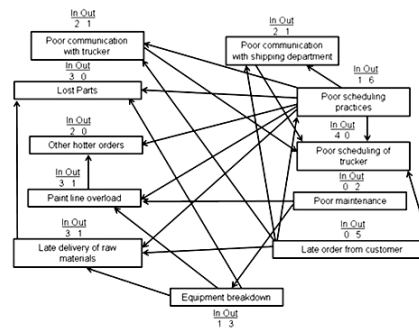 In Out
2 1
Poor communication
with trucker
In Out
2 1
Poor communication
with shipping department
In Out
3 0
Lost Parts
In Out
1 6
Poor scheduling
practices
In Out
2 0
Other hotter orders
In Out
4 0
Poor scheduling of
trucker
In Out
3 1
Paint line overload
In Out
0 2
Poor maintenance
In Out
3 1
Late delivery of raw
materials
In Out
0 5
Late order from customer
Equipment breakdown
In Out
1 3